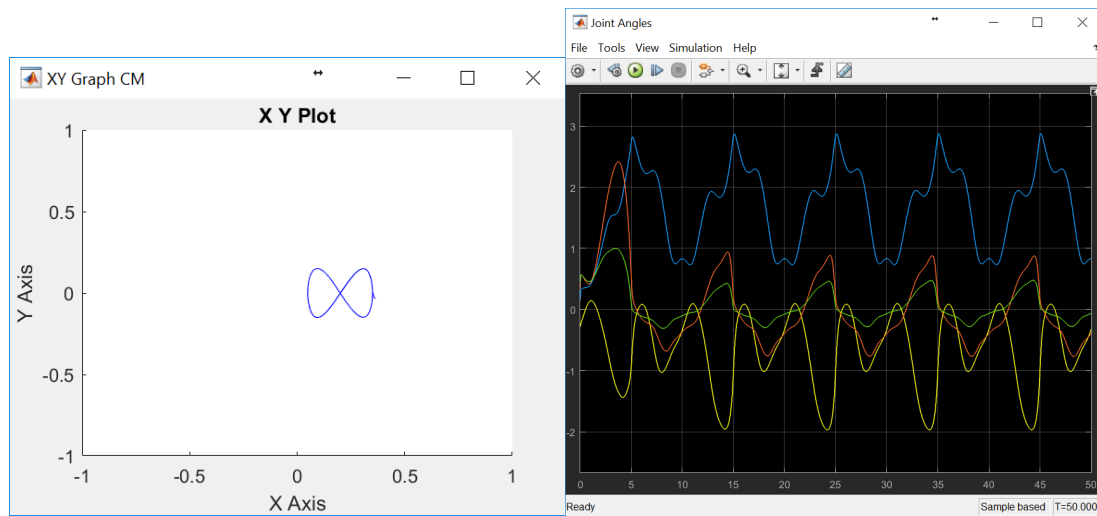 XY Graph CM
X Y Plot
1
0.5
0
-0.5
-1
-1 -0.5 0 0.5 1
Y Axis
X Axis
Joint Angles
File Tools View Simulation Help
3
2
1
0
-1
-2
0 5 10 15 20 25 30 35 40 45 50
Ready
Sample based T=50.000